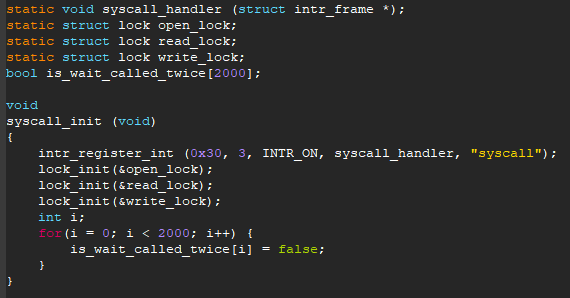 static void syscall_handler (struct intr_frame *);
static struct lock open_lock;
static struct lock read_lock;
static struct lock write_lock;
bool is_wait_called_twice[2000];

void
syscall_init (void)
{
    intr_register_int (0x30, 3, INTR_ON, syscall_handler, "syscall");
    lock_init(&open_lock);
    lock_init(&read_lock);
    lock_init(&write_lock);
    int i;
    for(i = 0; i < 2000; i++) {
        is_wait_called_twice[i] = false;
    }
}